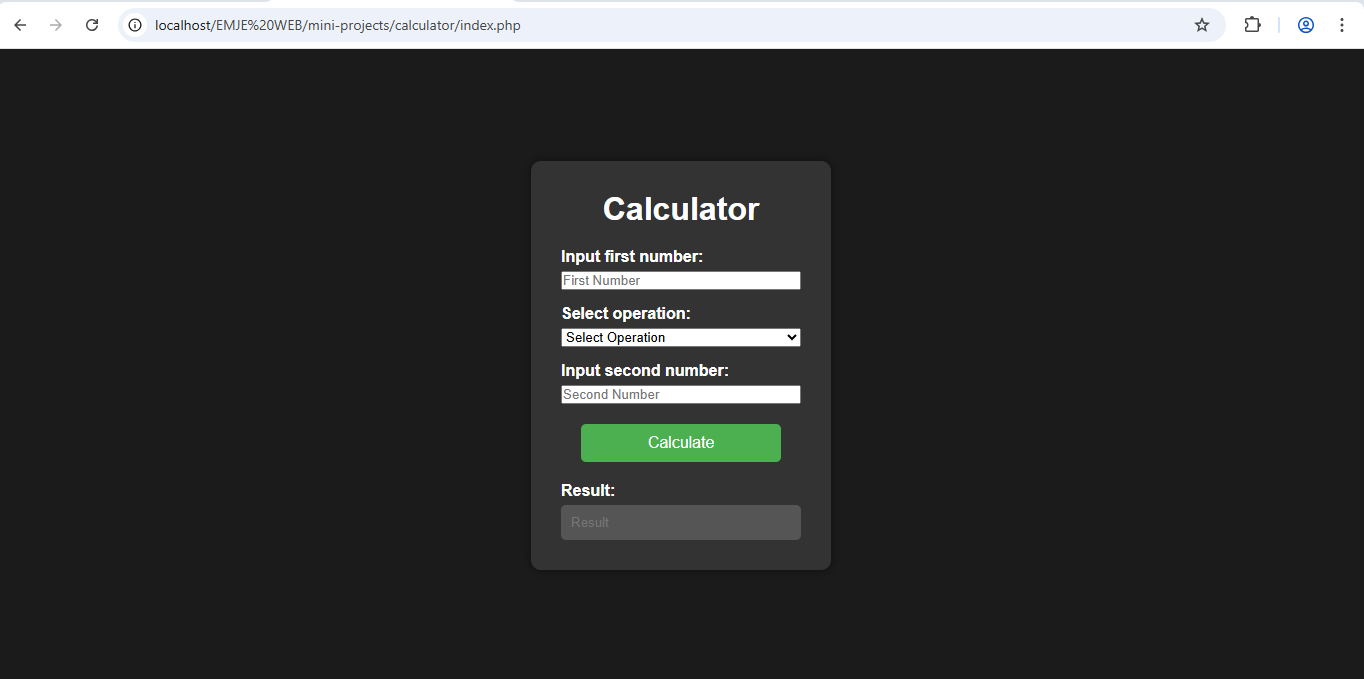 localhost/EMJE%20WEB/mini-projects/calculator/index.php
Calculator
Input first number:
First Number
Select operation:
Select Operation
Input second number:
Second Number
Calculate
Result:
Result